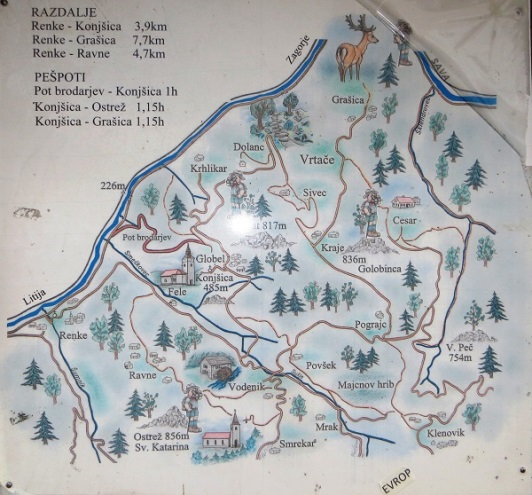 RAZDALJE
Renke - Konjšica 3,9km
Renke - Grašica 7,7km
Renke - Ravne 4,7km
PEŠPOTI
Pot brodarjev - Konjšica 1h
Konjšica - Ostrež 1,15h
Konjšica - Grašica 1,15h
Zagorje
SAVA
Grašica
Dolanc
Vrtače
Krhlikar
226m
Sivec
817m
Cesar
Pot brodarjev
Kraje
836m
Golobinca
Globel
Konjšica
485m
Fele
Litija
Renke
Pograje
V. Peč
754m
Povšek
Ravne
Vodenik
Majcnov hrib
Ostrež 856m
Sv. Katarina
Mrak
Klenovik
Smrekar
EVROP